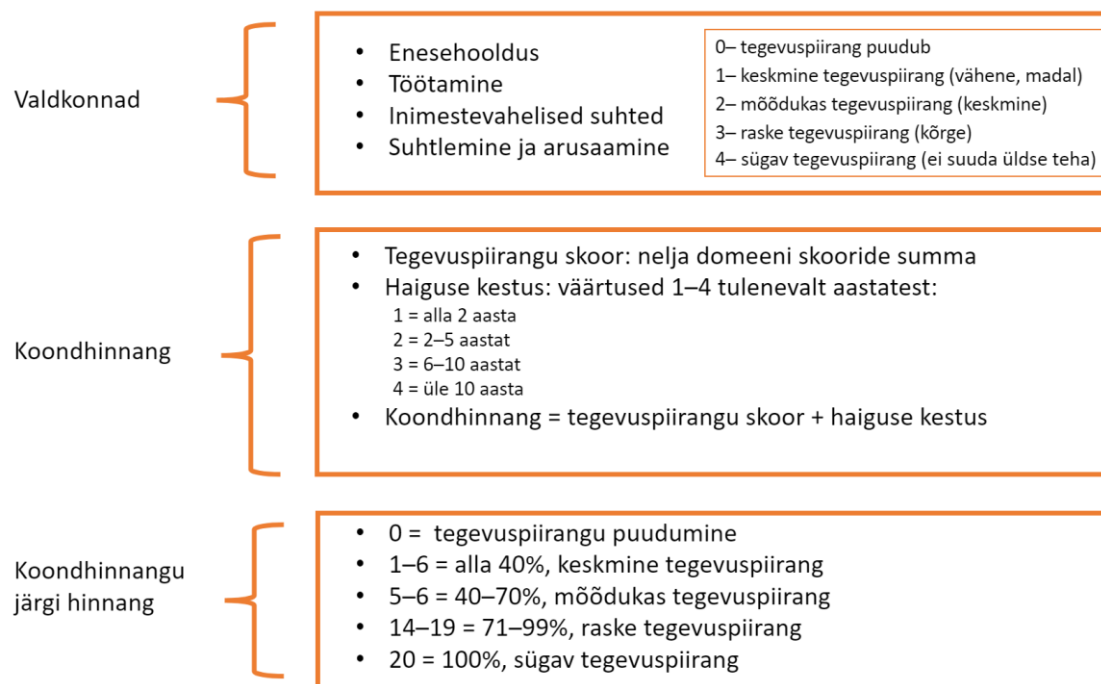 Valdkonnad
• Enesehooldus
• Töötamine
• Inimestevahelised suhted
• Suhtlemine ja arusaamine
0– tegevuspiirang puudub
1– keskmine tegevuspiirang (vähene, madal)
2– mõõdukas tegevuspiirang (keskmine)
3– raske tegevuspiirang (kõrge)
4– sügav tegevuspiirang (ei suuda üldse teha)
Koondhinnang
• Tegevuspiirangu skoor: nelja domeeni skooride summa
• Haiguse kestus: väärtused 1–4 tulenevalt aastatest:
1 = alla 2 aasta
2 = 2–5 aastat
3 = 6–10 aastat
4 = üle 10 aasta
• Koondhinnang = tegevuspiirangu skoor + haiguse kestus
Koondhinnangu
järgi hinnang
• 0 = tegevuspiirangu puudumine
• 1–6 = alla 40%, keskmine tegevuspiirang
• 5–6 = 40–70%, mõõdukas tegevuspiirang
• 14–19 = 71–99%, raske tegevuspiirang
• 20 = 100%, sügav tegevuspiirang